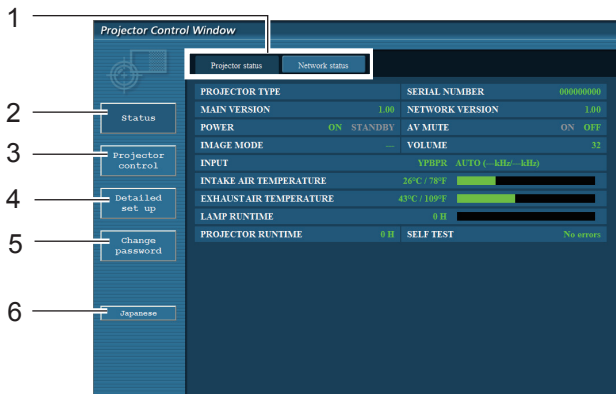 1
Projector Control Window
Projector status Network status
2 Status
3 Projector control
4 Detailed set up
5 Change password
6 Japanese
PROJECTOR TYPE SERIAL NUMBER 000000000
MAIN VERSION 1.00 NETWORK VERSION 1.00
POWER ON STANDBY AV MUTE ON OFF
IMAGE MODE --- VOLUME 32
INPUT YPBPR AUTO (---kHz/---kHz)
INTAKE AIR TEMPERATURE 26°C / 78°F
EXHAUST AIR TEMPERATURE 43°C / 109°F
LAMP RUNTIME 0 H
PROJECTOR RUNTIME 0 H SELF TEST No errors